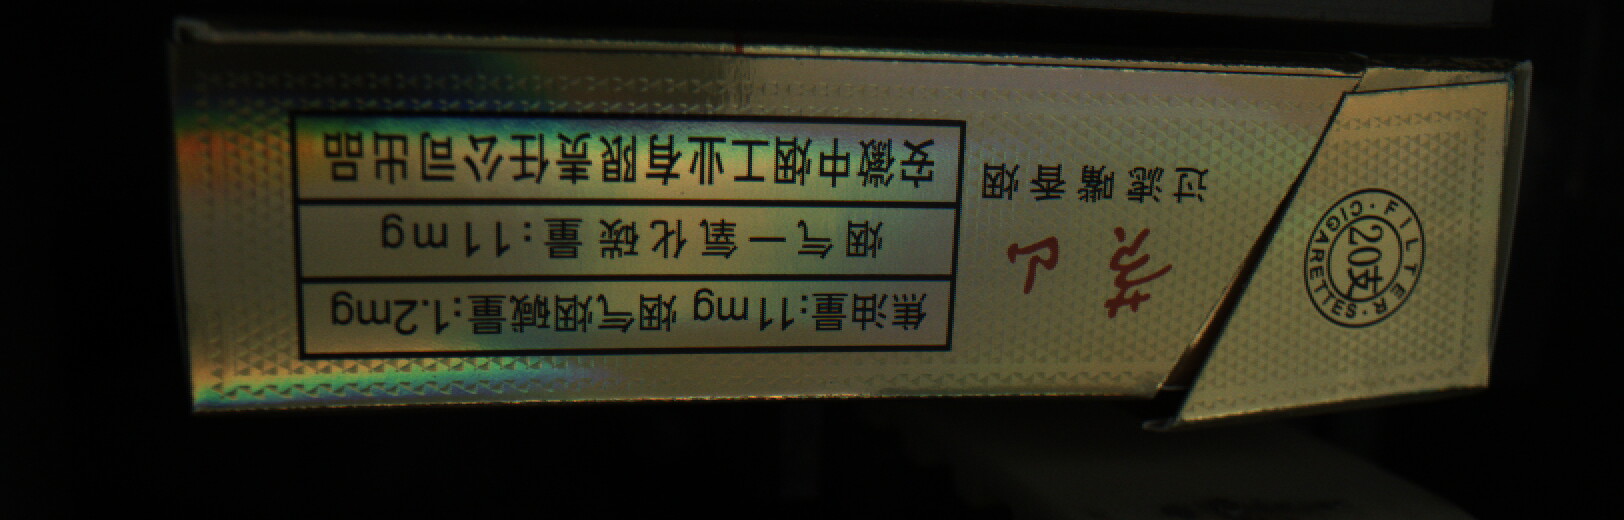 FILTER · CIGARETTES ·
20支
黄山
过滤嘴香烟
焦油量:11mg 烟气烟碱量:1.2mg
烟气一氧化碳量:11mg
安徽中烟工业有限责任公司出品